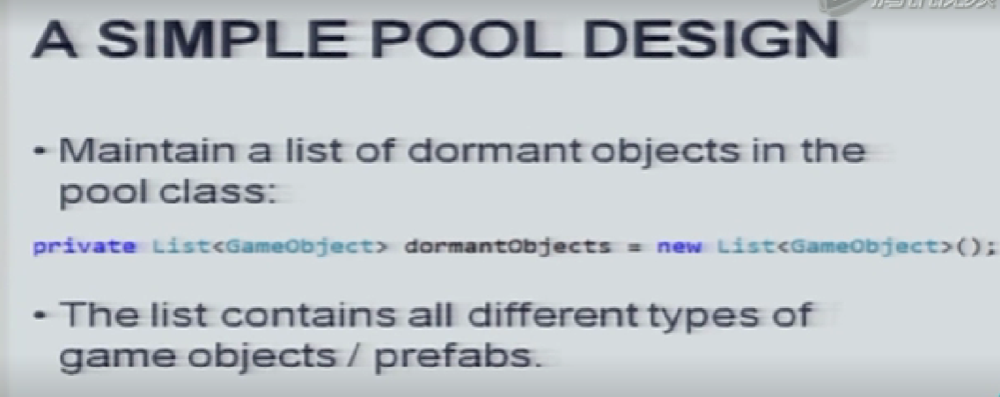 A SIMPLE POOL DESIGN
• Maintain a list of dormant objects in the
pool class:
private List<GameObject> dormantObjects = new List<GameObject>();
• The list contains all different types of
game objects / prefabs.